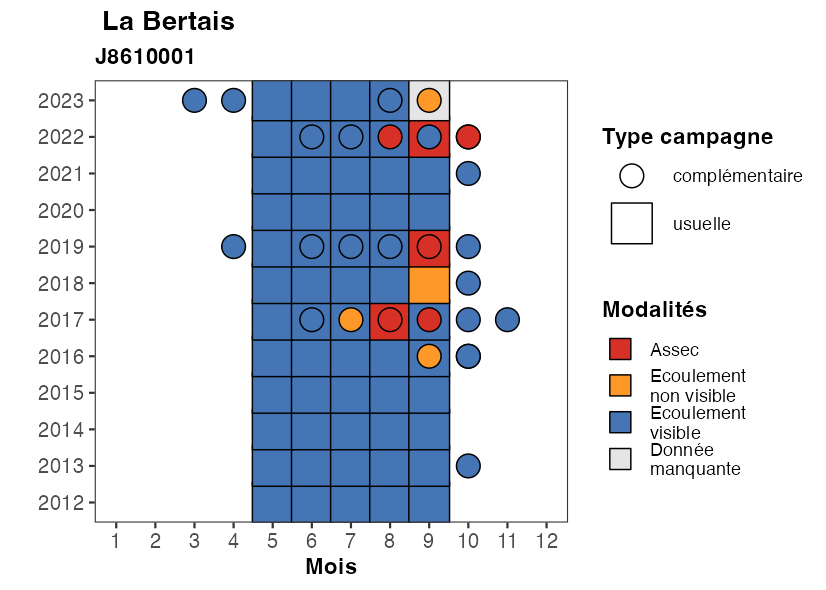 La Bertais
J8610001
2023
2022
2021
2020
2019
2018
2017
2016
2015
2014
2013
2012
1 2 3 4 5 6 7 8 9 10 11 12
Mois
Type campagne
complémentaire
usuelle
Modalités
Assec
Ecoulement
non visible
Ecoulement
visible
Donnée
manquante